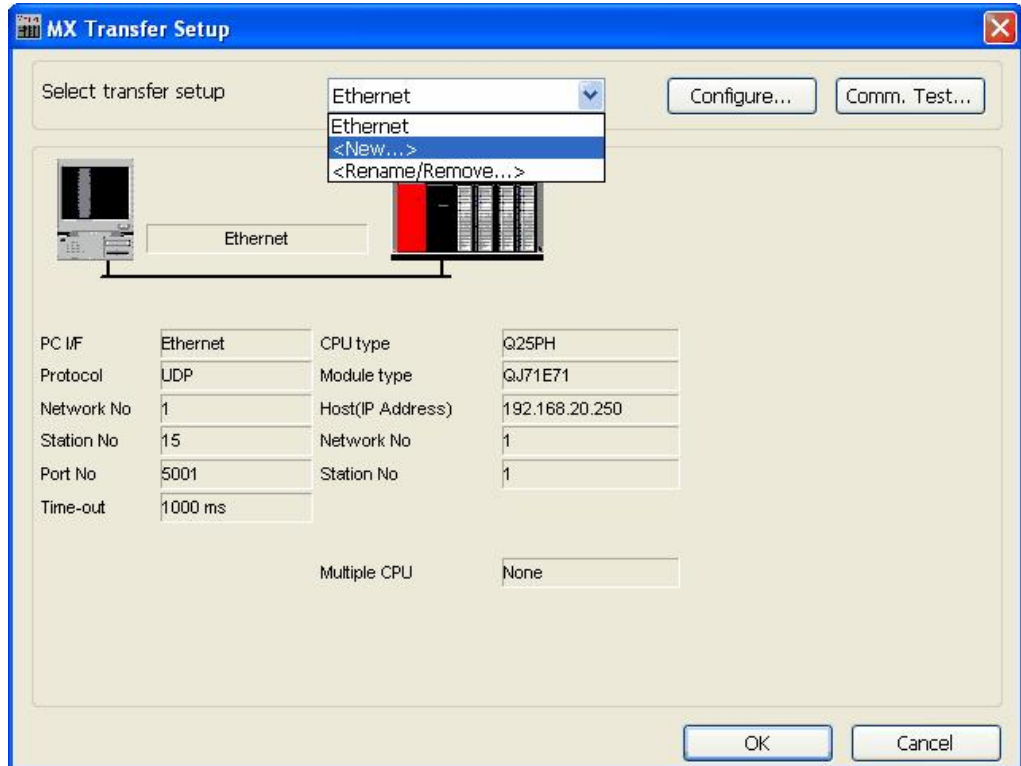 MX Transfer Setup
Select transfer setup
Ethernet
Configure...
Comm. Test...
Ethernet
<New...>
<Rename/Remove...>
Ethernet
PC I/F Ethernet CPU type Q25PH
Protocol UDP Module type QJ71E71
Network No 1 Host(IP Address) 192.168.20.250
Station No 15 Network No 1
Port No 5001 Station No 1
Time-out 1000 ms
Multiple CPU None
OK Cancel